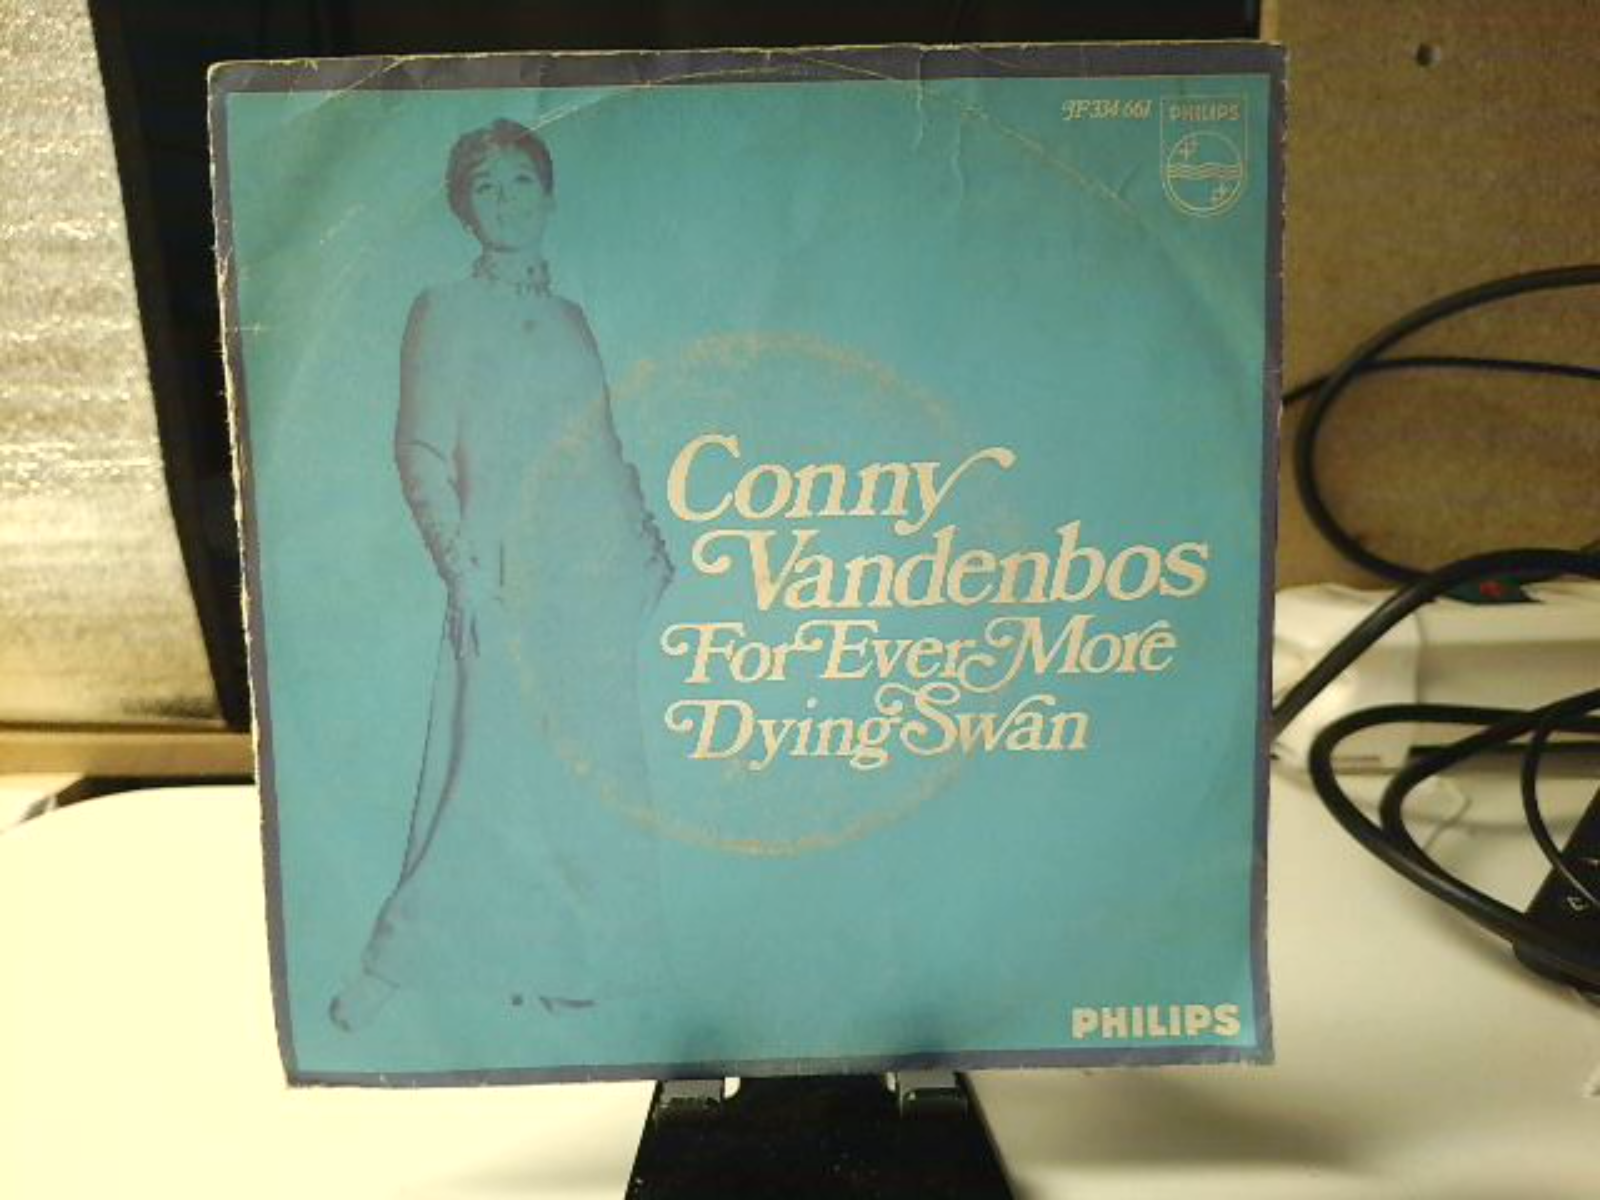 JF 334 661
PHILIPS
Conny
Vandenbos
For Ever More
Dying Swan
PHILIPS